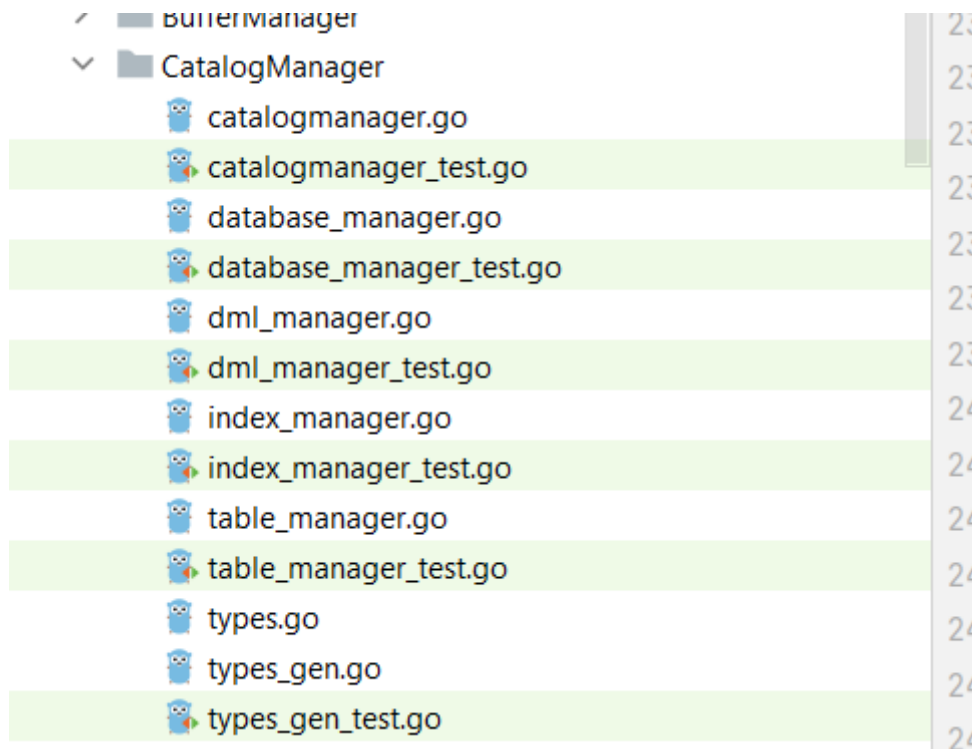 BufferManager
CatalogManager
catalogmanager.go
catalogmanager_test.go
database_manager.go
database_manager_test.go
dml_manager.go
dml_manager_test.go
index_manager.go
index_manager_test.go
table_manager.go
table_manager_test.go
types.go
types_gen.go
types_gen_test.go